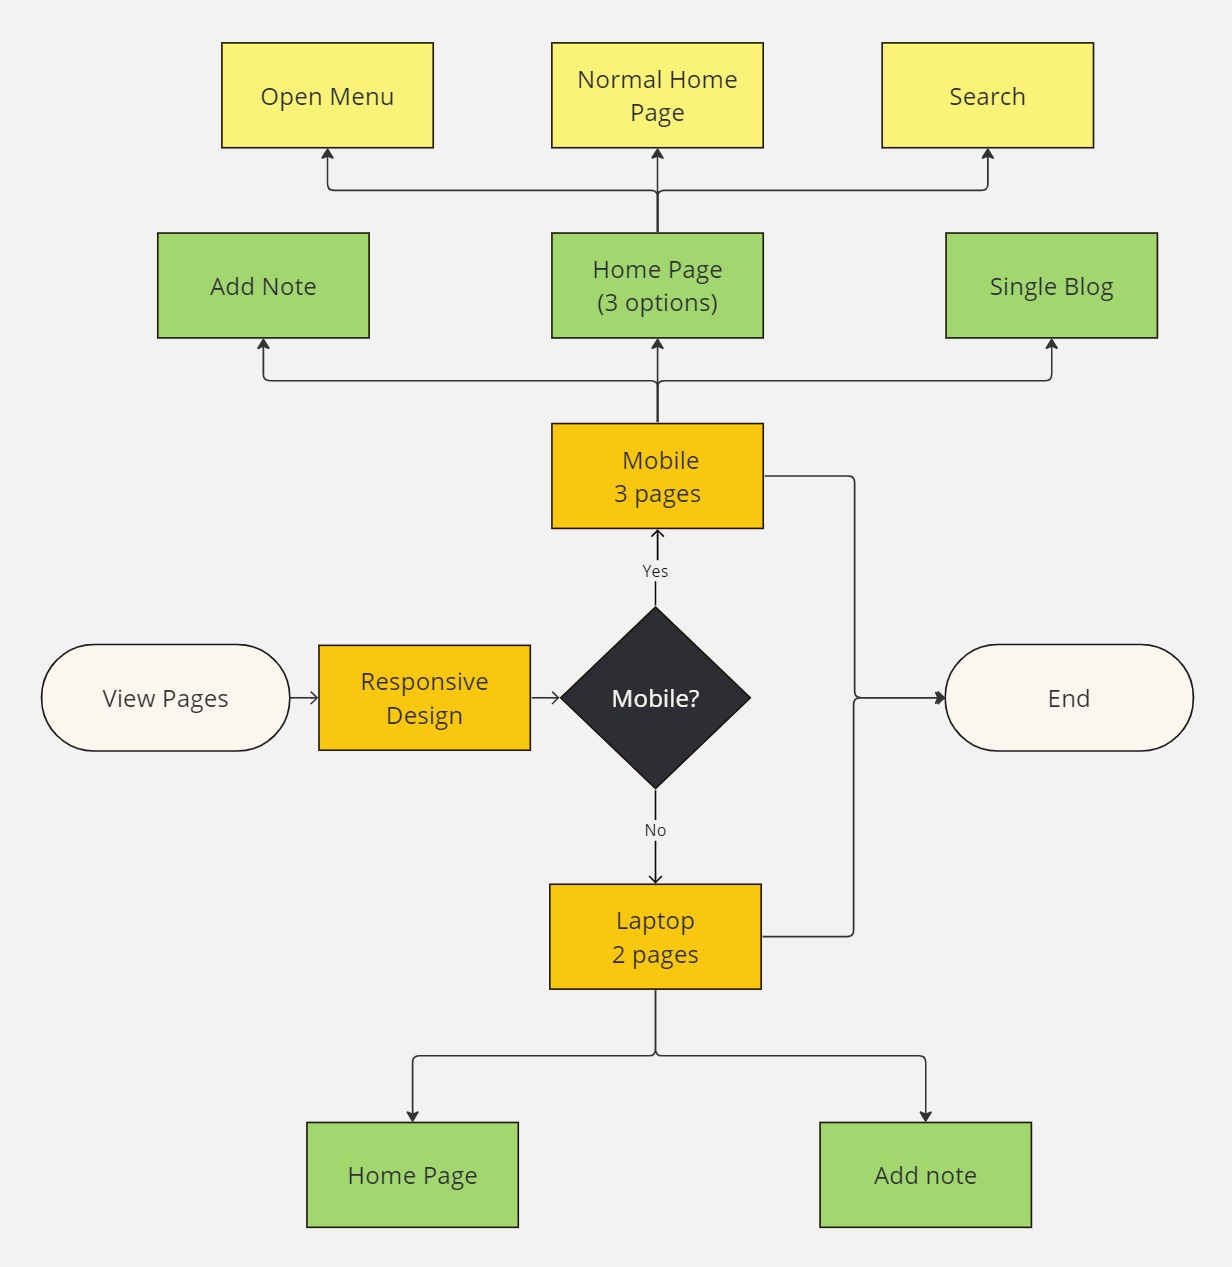 Open Menu
Normal Home
Page
Search
Add Note
Home Page
(3 options)
Single Blog
Mobile
3 pages
Yes
View Pages
Responsive
Design
Mobile?
End
No
Laptop
2 pages
Home Page
Add note